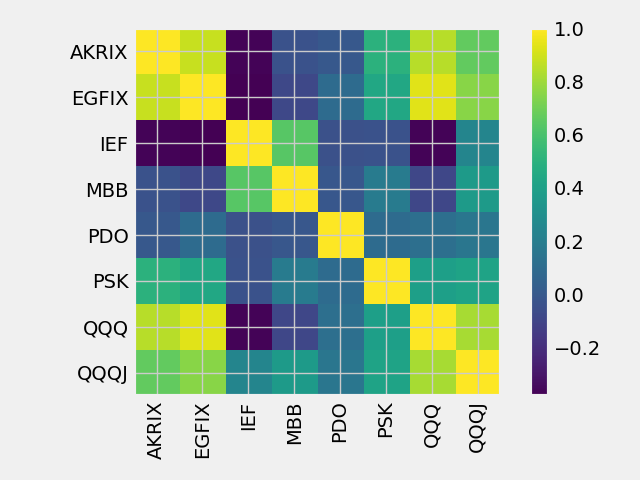 AKRIX
EGFIX
IEF
MBB
PDO
PSK
QQQ
QQQJ
AKRIX
EGFIX
IEF
MBB
PDO
PSK
QQQ
QQQJ
1.0
0.8
0.6
0.4
0.2
0.0
−0.2